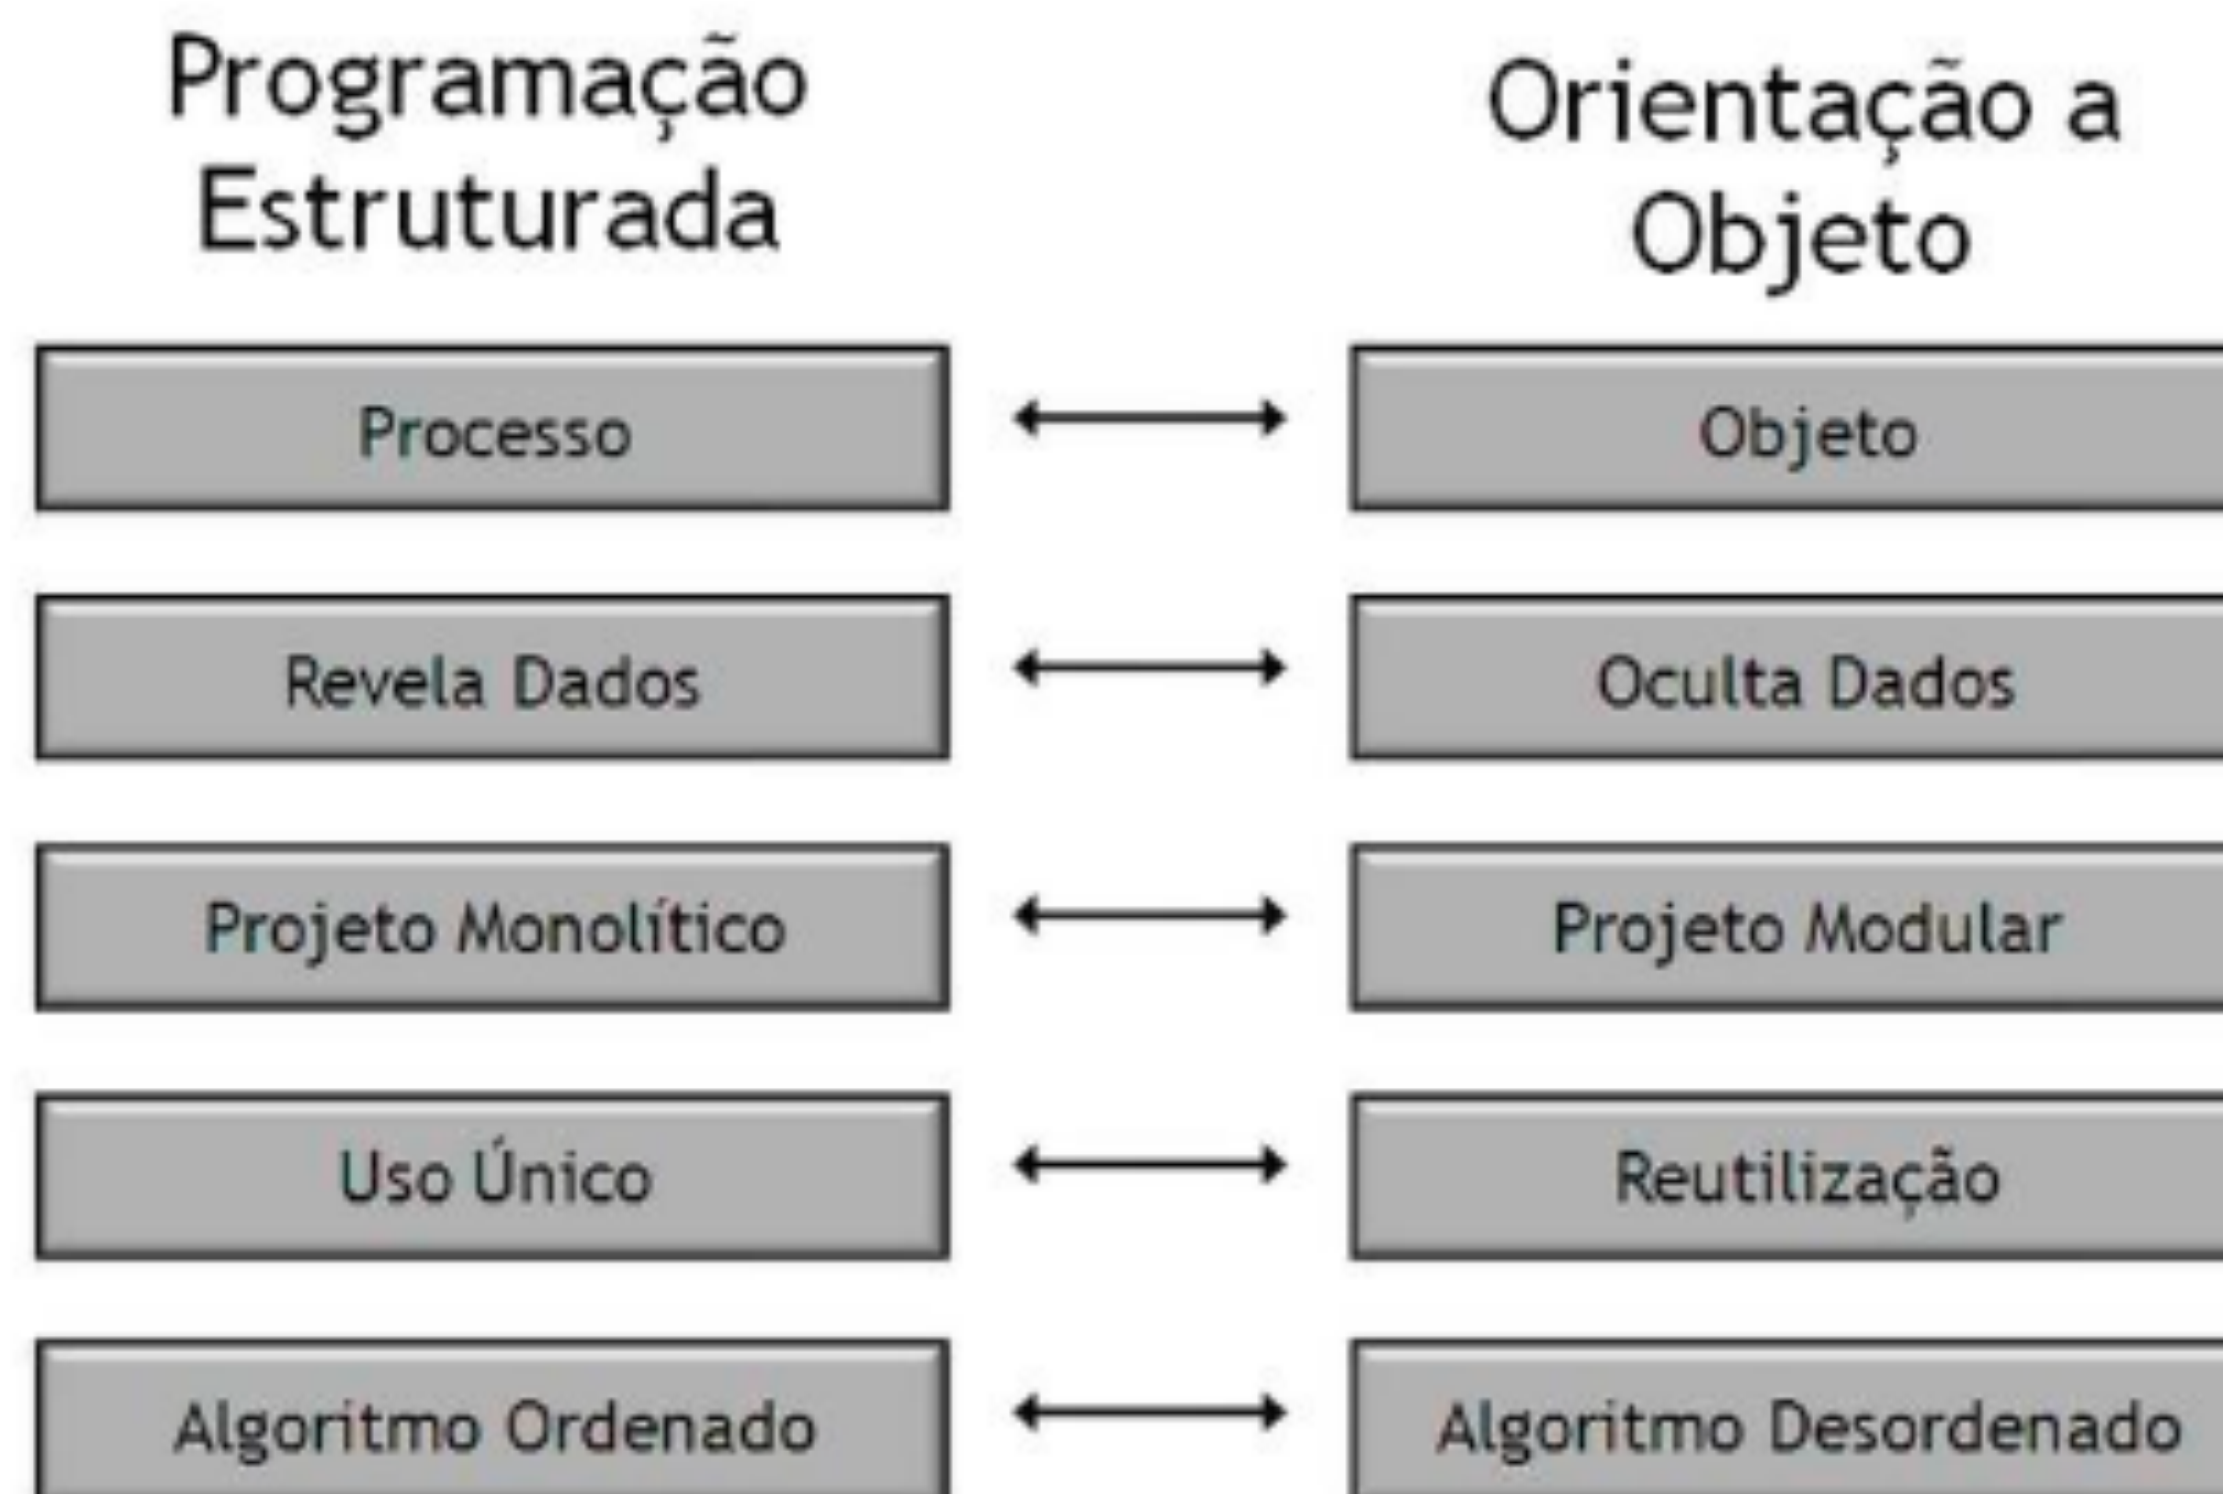 Programação
Estruturada
Orientação a
Objeto
Processo
Objeto
Revela Dados
Oculta Dados
Projeto Monolítico
Projeto Modular
Uso Único
Reutilização
Algoritmo Ordenado
Algoritmo Desordenado